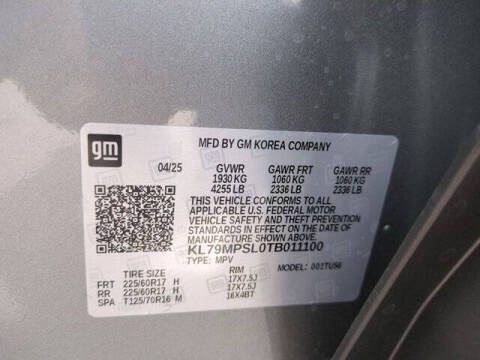 gm
MFD BY GM KOREA COMPANY
04/25 GVWR GAWR FRT GAWR RR
1930 KG 1060 KG 1060 KG
4255 LB 2336 LB 2336 LB
THIS VEHICLE CONFORMS TO ALL
APPLICABLE U.S. FEDERAL MOTOR
VEHICLE SAFETY AND THEFT PREVENTION
STANDARDS IN EFFECT ON THE DATE OF
MANUFACTURE SHOWN ABOVE.
KL79MPSL0TB011100
TYPE: MPV MODEL: 001TU56
TIRE SIZE RIM
FRT 225/60R17 H 17X7.5J
RR 225/60R17 H 17X7.5J
SPA T125/70R16 M 16X4BT